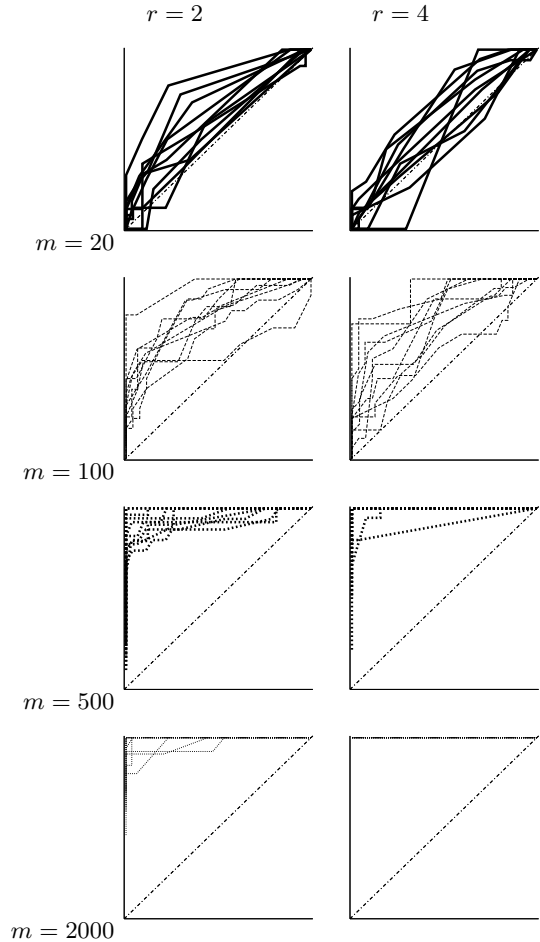 r = 2 r = 4
m = 20
m = 100
m = 500
m = 2000